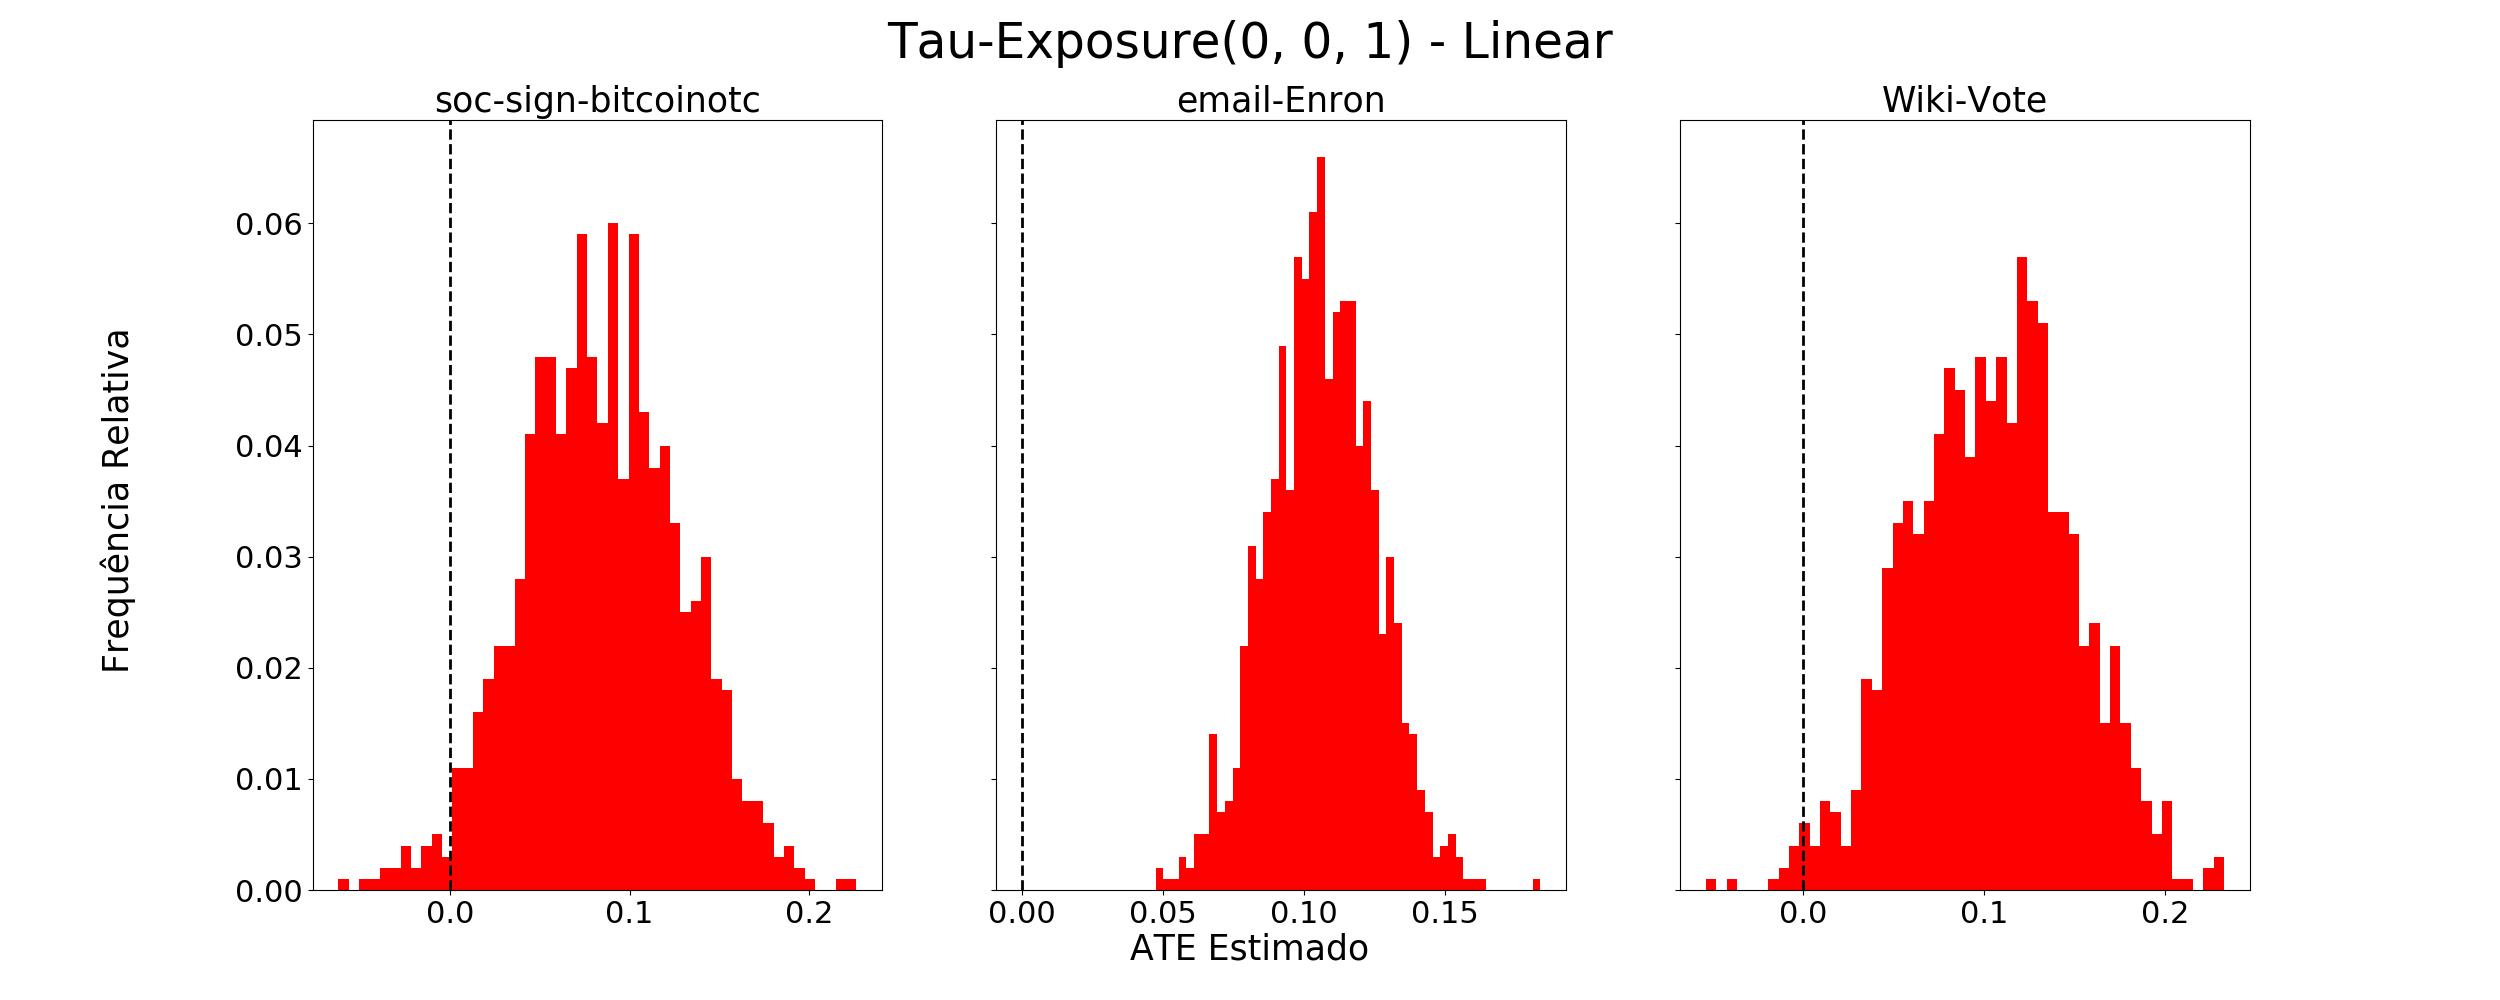 Tau-Exposure(0, 0, 1) - Linear
soc-sign-bitcoinotc
email-Enron
Wiki-Vote
Frequência Relativa
0.06
0.05
0.04
0.03
0.02
0.01
0.00
0.0 0.1 0.2
0.00 0.05 0.10 0.15
0.0 0.1 0.2
ATE Estimado